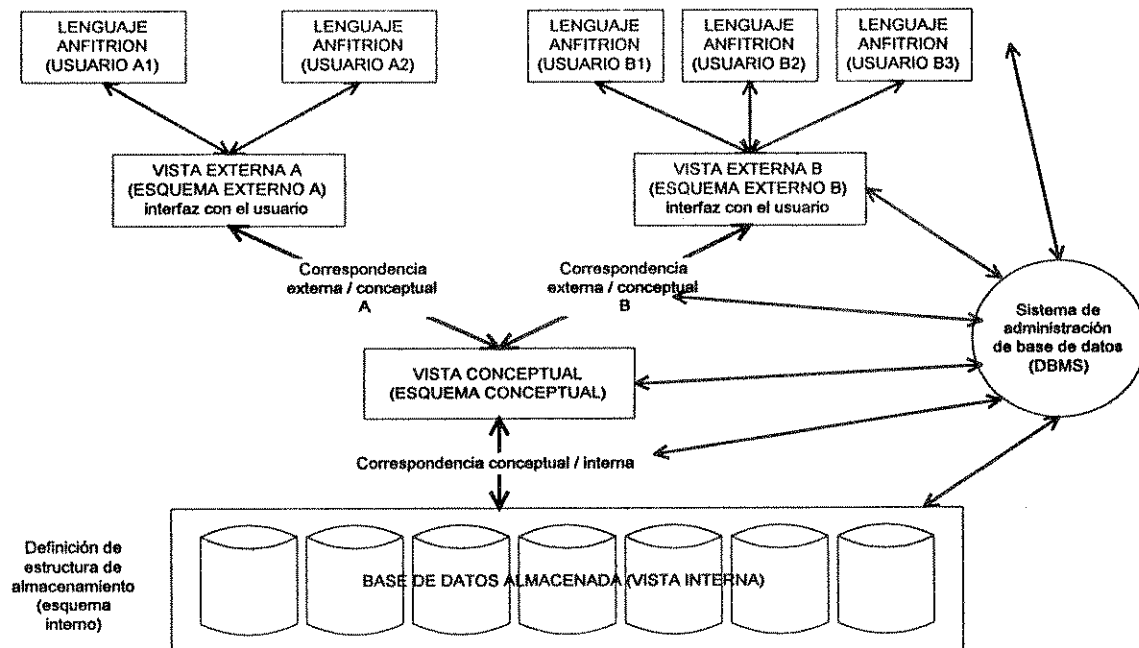 LENGUAJE
ANFITRION
(USUARIO A1)
LENGUAJE
ANFITRION
(USUARIO A2)
LENGUAJE
ANFITRION
(USUARIO B1)
LENGUAJE
ANFITRION
(USUARIO B2)
LENGUAJE
ANFITRION
(USUARIO B3)
VISTA EXTERNA A
(ESQUEMA EXTERNO A)
interfaz con el usuario
VISTA EXTERNA B
(ESQUEMA EXTERNO B)
interfaz con el usuario
Correspondencia
externa / conceptual
A
Correspondencia
externa / conceptual
B
Sistema de
administración
de base de datos
(DBMS)
VISTA CONCEPTUAL
(ESQUEMA CONCEPTUAL)
Correspondencia conceptual / interna
Definición de
estructura de
almacenamiento
(esquema
interno)
BASE DE DATOS ALMACENADA (VISTA INTERNA)